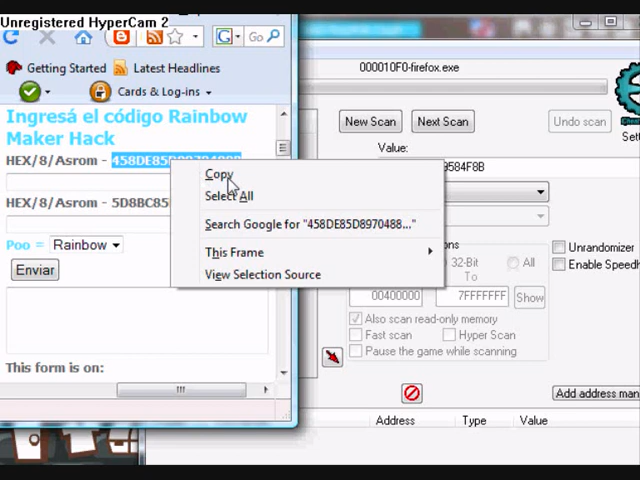 Unregistered HyperCam 2
G Go
Getting Started Latest Headlines
Cards & Log-ins
Ingresá el código Rainbow
Maker Hack
HEX/8/Asrom - 458DE85D8970488
HEX/8/Asrom - 5D8BC85
Poo = Rainbow
Enviar
This form is on:
Copy
Select All
Search Google for "458DE85D8970488..."
This Frame
View Selection Source
000010F0-firefox.exe
New Scan Next Scan Undo scan
Value:
9584F8B
32-Bit All
To
00400000 7FFFFFFF Show
Also scan read-only memory
Fast scan Hyper Scan
Pause the game while scanning
Unrandomizer
Enable Speedh
Add address man
Address Type Value